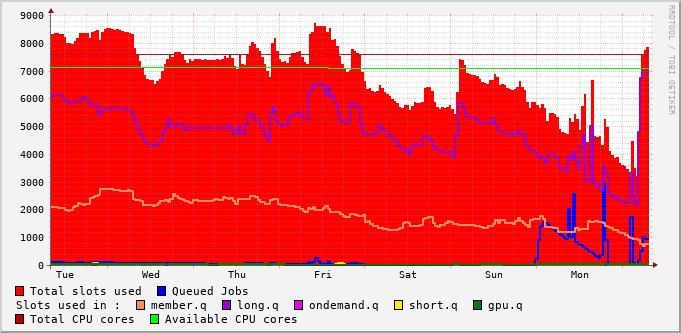 9000
8000
7000
6000
5000
4000
3000
2000
1000
0
Tue Wed Thu Fri Sat Sun Mon
RRDTOOL / TOBI OETIKER
Total slots used Queued Jobs
Slots used in : member.q long.q ondemand.q short.q gpu.q
Total CPU cores Available CPU cores